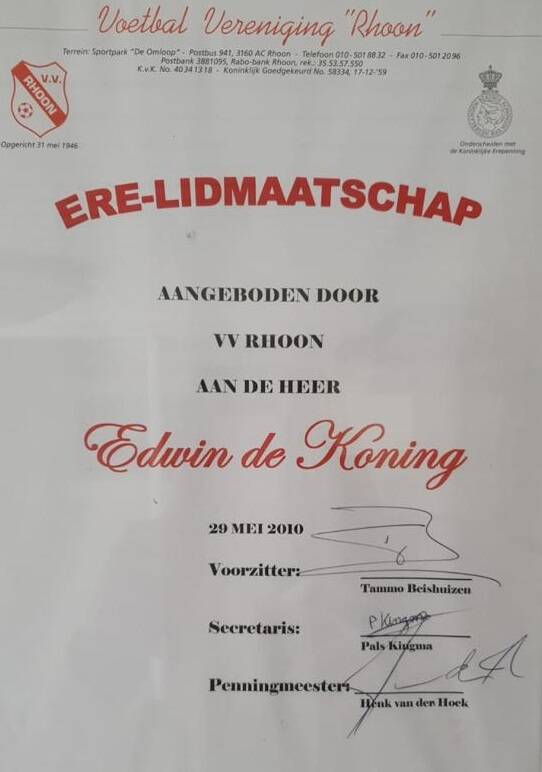 Voetbal Vereniging "Rhoon"
Terrein: Sportpark "De Omloop" - Postbus 941, 3160 AC Rhoon - Telefoon 010-501 88 32 - Fax 010-501 20 96
Postbank 3881095, Rabo-bank Rhoon, rek.: 35.53.57.550
K.v.K. No. 40341318 - Koninklijk Goedgekeurd No. 58334, 17-12-'59
V.V.
RHOON
Opgericht 31 mei 1946
Onderscheiden met
de Koninklijke Erepenning
ERE-LIDMAATSCHAP
AANGEBODEN DOOR
VV RHOON
AAN DE HEER
Edwin de Koning
29 MEI 2010
Voorzitter:
Tammo Beishuizen
P Kingma
Secretaris:
Pals Kingma
Penningmeester:
Henk van der Hoek